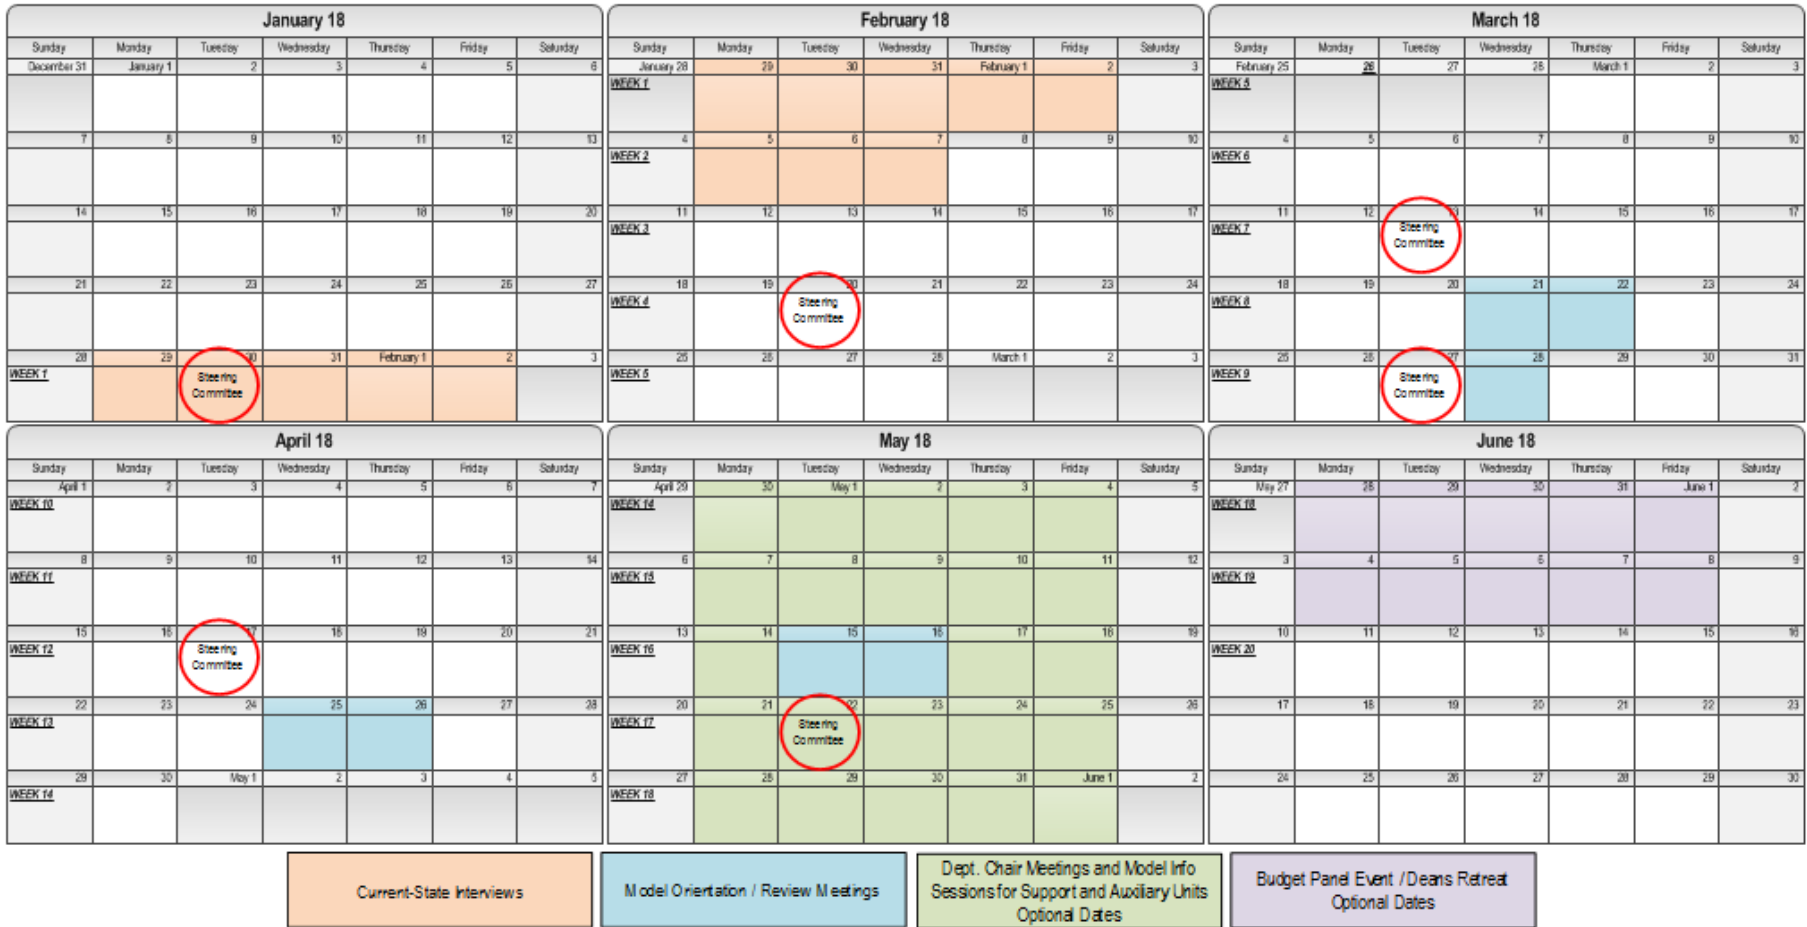 January 18
Sunday Monday Tuesday Wednesday Thursday Friday Saturday
December 31 January 1 2 3 4 5 6
7 8 9 10 11 12 13
14 15 16 17 18 19 20
21 22 23 24 25 26 27
28 29 30 31 February 1 2 3
WEEK 1
Steering
Committee
February 18
Sunday Monday Tuesday Wednesday Thursday Friday Saturday
January 28 29 30 31 February 1 2 3
WEEK 1
4 5 6 7 8 9 10
WEEK 2
11 12 13 14 15 16 17
WEEK 3
18 19 20 21 22 23 24
WEEK 4
Steering
Committee
25 26 27 28 March 1 2 3
WEEK 5
March 18
Sunday Monday Tuesday Wednesday Thursday Friday Saturday
February 25 26 27 28 March 1 2 3
WEEK 5
4 5 6 7 8 9 10
WEEK 6
11 12 13 14 15 16 17
WEEK 7
Steering
Committee
18 19 20 21 22 23 24
WEEK 8
25 26 27 28 29 30 31
WEEK 9
Steering
Committee
April 18
Sunday Monday Tuesday Wednesday Thursday Friday Saturday
April 1 2 3 4 5 6 7
WEEK 10
8 9 10 11 12 13 14
WEEK 11
15 16 17 18 19 20 21
WEEK 12
Steering
Committee
22 23 24 25 26 27 28
WEEK 13
29 30 May 1 2 3 4 5
WEEK 14
May 18
Sunday Monday Tuesday Wednesday Thursday Friday Saturday
April 29 30 May 1 2 3 4 5
WEEK 14
6 7 8 9 10 11 12
WEEK 15
13 14 15 16 17 18 19
WEEK 16
20 21 22 23 24 25 26
WEEK 17
Steering
Committee
27 28 29 30 31 June 1 2
WEEK 18
June 18
Sunday Monday Tuesday Wednesday Thursday Friday Saturday
May 27 28 29 30 31 June 1 2
WEEK 18
3 4 5 6 7 8 9
WEEK 19
10 11 12 13 14 15 16
WEEK 20
17 18 19 20 21 22 23
24 25 26 27 28 29 30
Current-State Interviews
Model Orientation / Review Meetings
Dept. Chair Meetings and Model Info
Sessions for Support and Auxiliary Units
Optional Dates
Budget Panel Event / Deans Retreat
Optional Dates